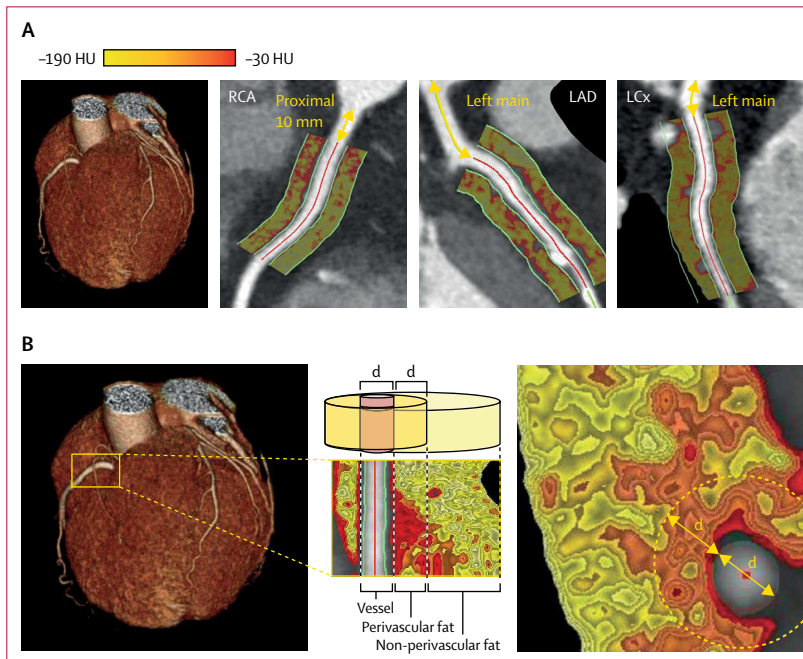 A
–190 HU
–30 HU
RCA
Proximal
10 mm
Left main
LAD
LCx
Left main
B
d
d
Vessel
Perivascular fat
Non-perivascular fat
d
d